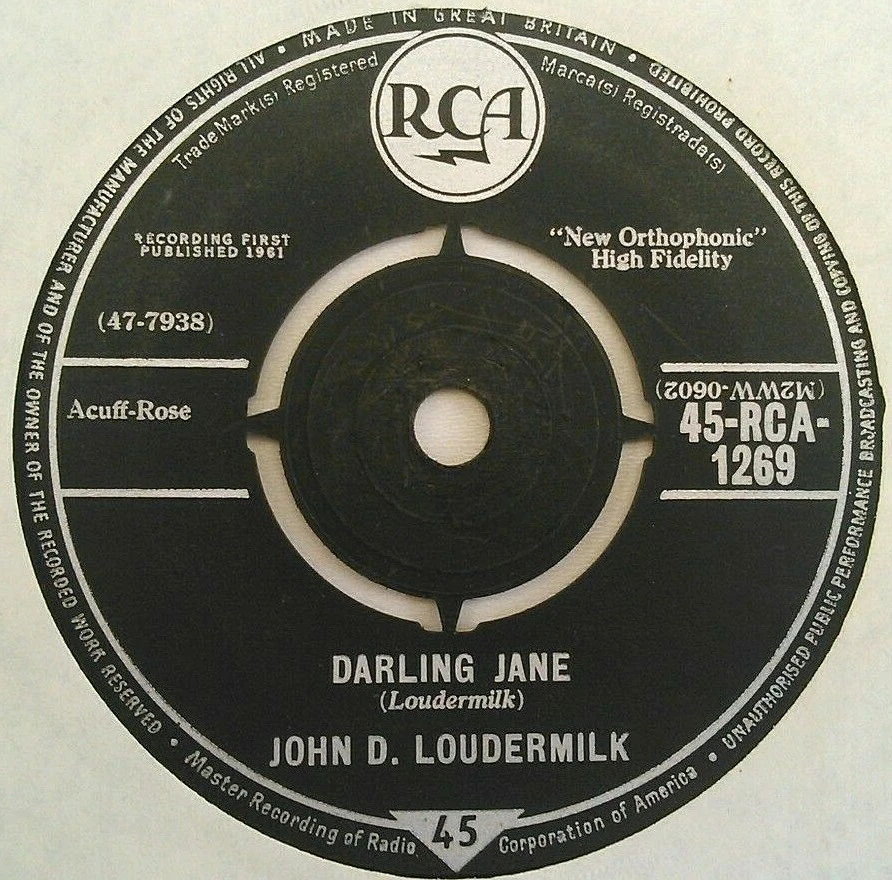 MADE IN GREAT BRITAIN •
ALL RIGHTS OF THE MANUFACTURER AND OF THE OWNER OF THE RECORDED WORK RESERVED •
UNAUTHORISED PUBLIC PERFORMANCE BROADCASTING AND COPYING OF THIS RECORD PROHIBITED •
TradeMark(s) Registered
RCA
Marca(s) Registrade(s)
RECORDING FIRST
PUBLISHED 1961
"New Orthophonic"
High Fidelity
(47-7938)
Acuff-Rose
(M2WW-0602)
45-RCA-
1269
DARLING JANE
(Loudermilk)
JOHN D. LOUDERMILK
Master Recording of Radio Corporation of America •
45